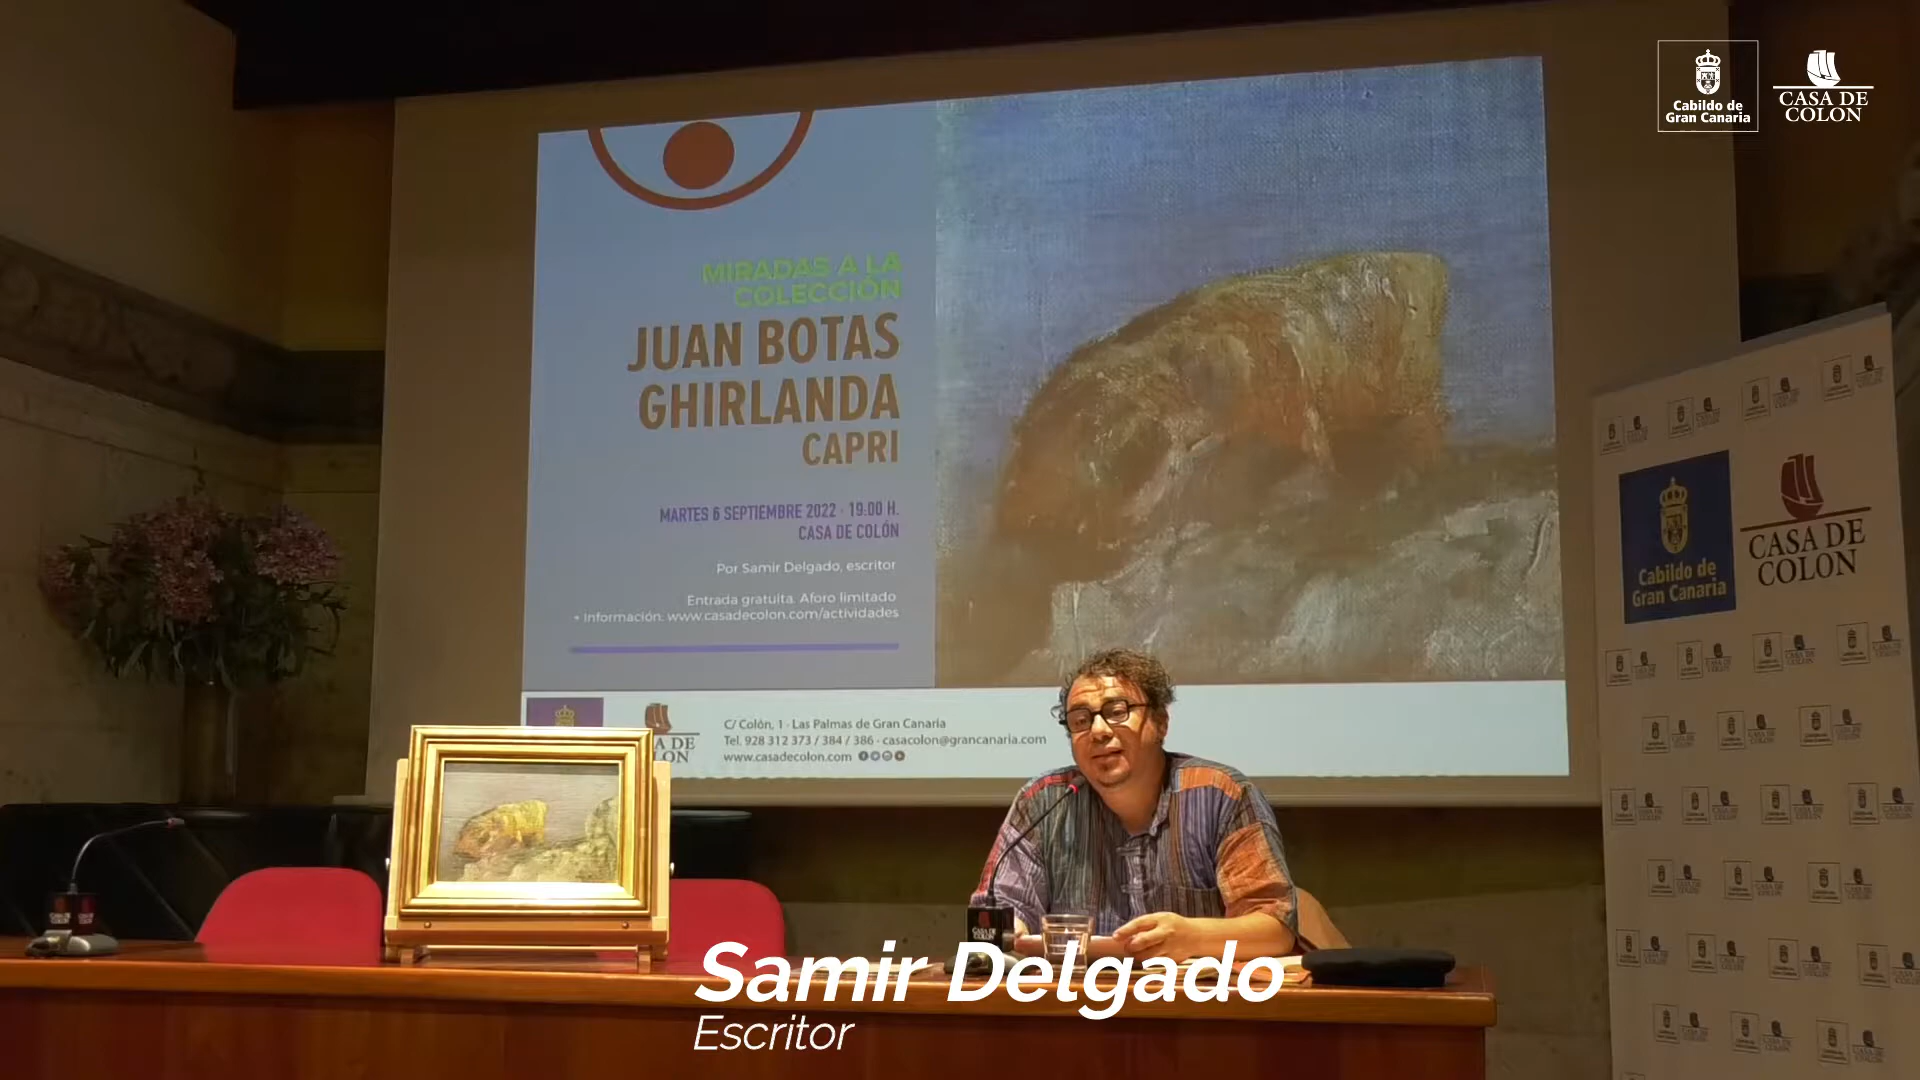 Cabildo de
Gran Canaria
CASA DE
COLON
MIRADAS A LA
COLECCIÓN
JUAN BOTAS
GHIRLANDA
CAPRI
MARTES 6 SEPTIEMBRE 2022 · 19:00 H.
CASA DE COLÓN
Por Samir Delgado, escritor
Entrada gratuita. Aforo limitado
+ Información. www.casadecolon.com/actividades
C/ Colón, 1 · Las Palmas de Gran Canaria
Tel. 928 312 373 / 384 / 386 · casacolon@grancanaria.com
www.casadecolon.com
Cabildo de
Gran Canaria
CASA DE
COLON
CASA DE
COLON
Samir Delgado
Escritor